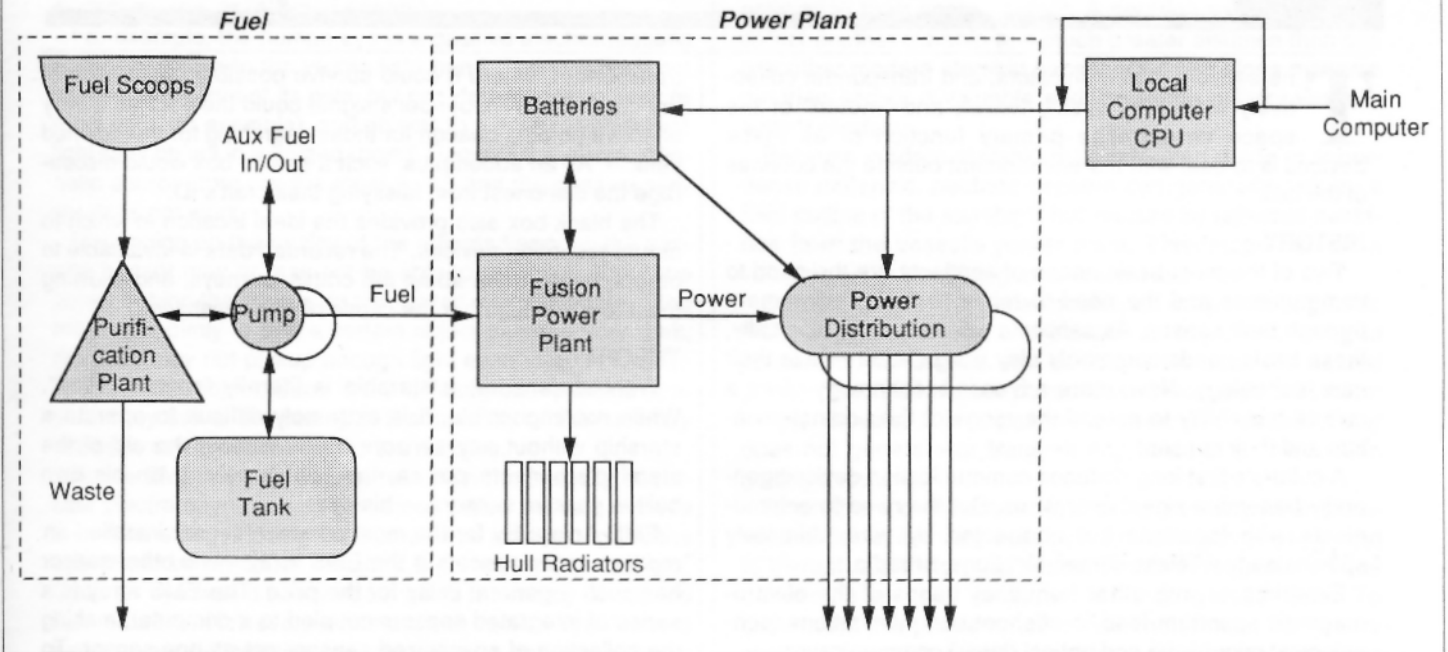 Fuel
Power Plant
Fuel Scoops
Aux Fuel
In/Out
Batteries
Local
Computer
CPU
Main
Computer
Purifi-
cation
Plant
Pump
Fuel
Fusion
Power
Plant
Power
Power
Distribution
Waste
Fuel
Tank
Hull Radiators